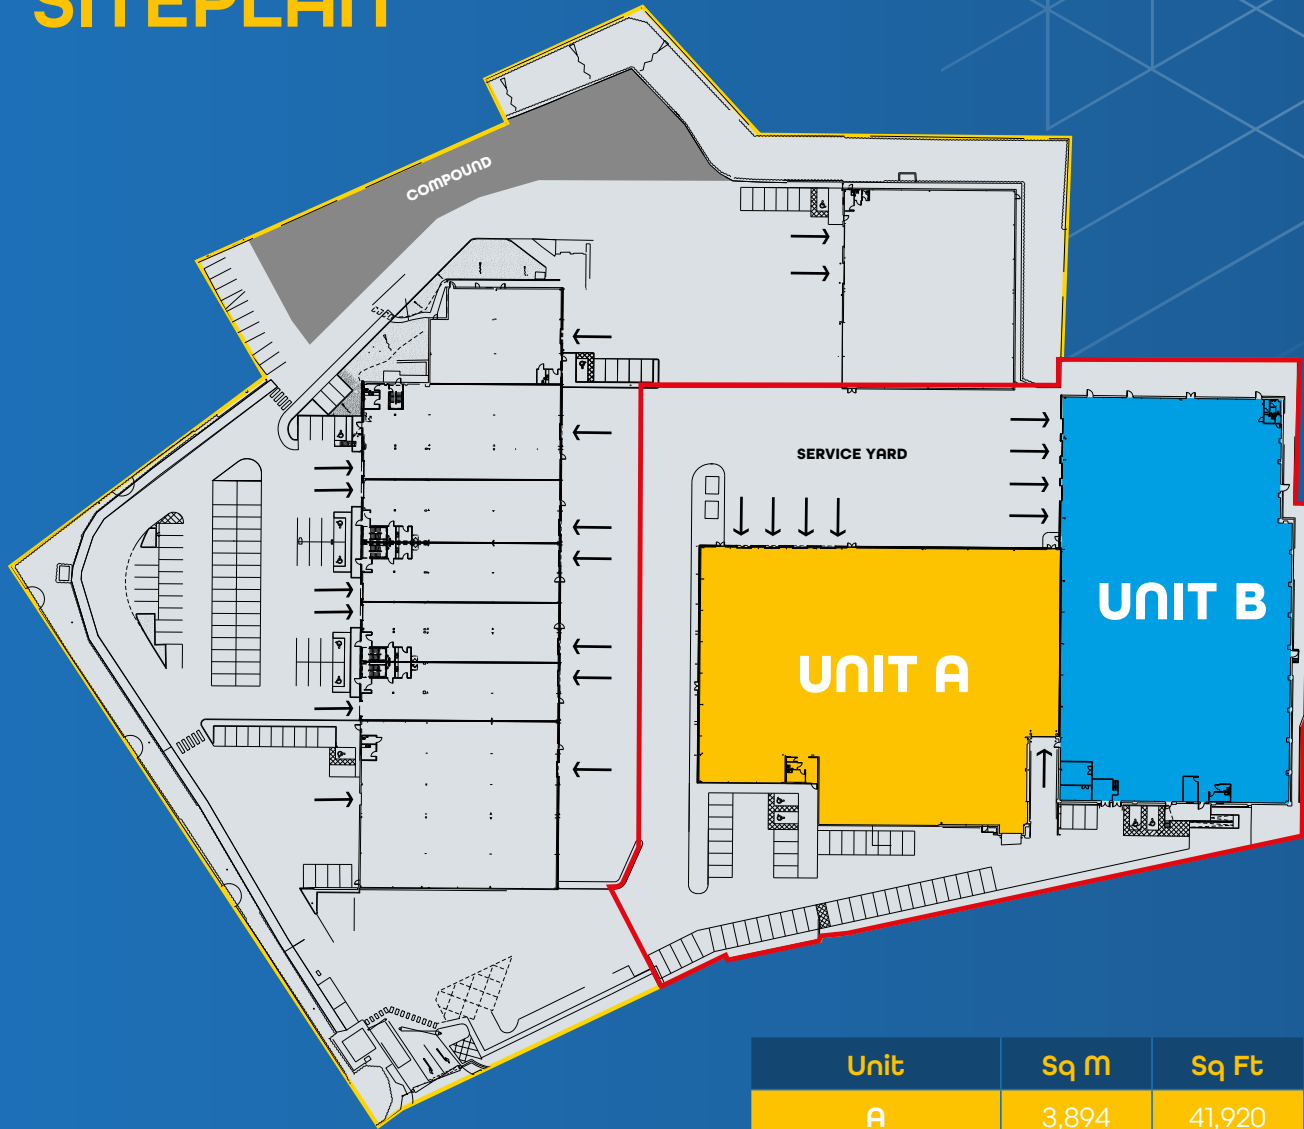 SITEPLAN
COMPOUND
SERVICE YARD
UNIT B
UNIT A
Unit Sq M Sq Ft
A 3,894 41,920